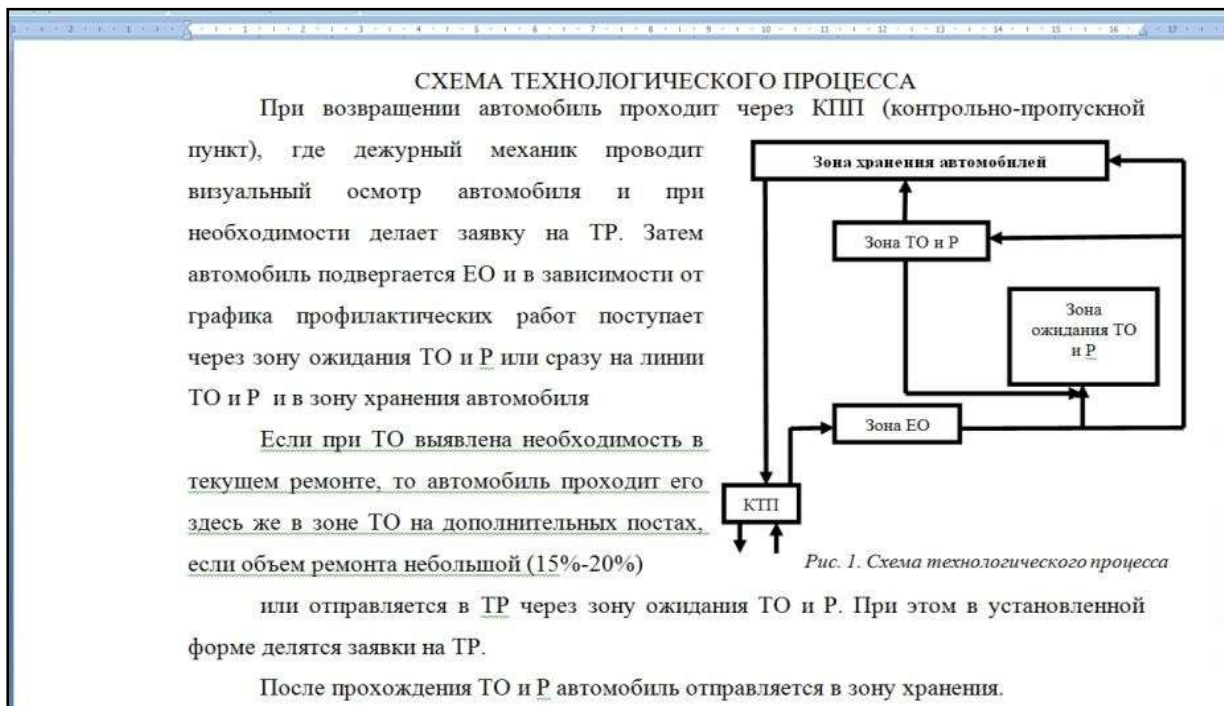 СХЕМА ТЕХНОЛОГИЧЕСКОГО ПРОЦЕССА
При возвращении автомобиль проходит через КПП (контрольно-пропускной
пункт), где дежурный механик проводит
визуальный осмотр автомобиля и при
необходимости делает заявку на ТР. Затем
автомобиль подвергается ЕО и в зависимости от
графика профилактических работ поступает
через зону ожидания ТО и Р или сразу на линии
ТО и Р и в зону хранения автомобиля
Если при ТО выявлена необходимость в
текущем ремонте, то автомобиль проходит его
здесь же в зоне ТО на дополнительных постах,
если объем ремонта небольшой (15%-20%)
Зона хранения автомобилей
Зона ТО и Р
Зона
ожидания ТО
и Р
Зона ЕО
КТП
Рис. 1. Схема технологического процесса
или отправляется в ТР через зону ожидания ТО и Р. При этом в установленной
форме делятся заявки на ТР.
После прохождения ТО и Р автомобиль отправляется в зону хранения.